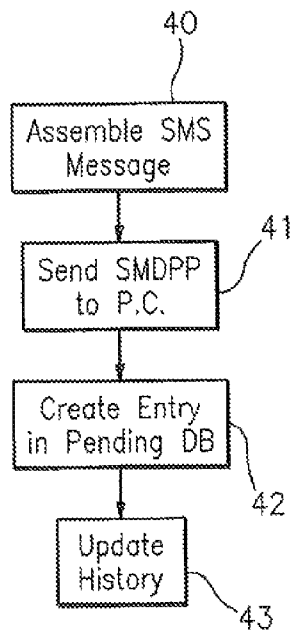 40
Assemble SMS
Message
41
Send SMDPP
to P.C.
Create Entry
in Pending DB
42
Update
History
43